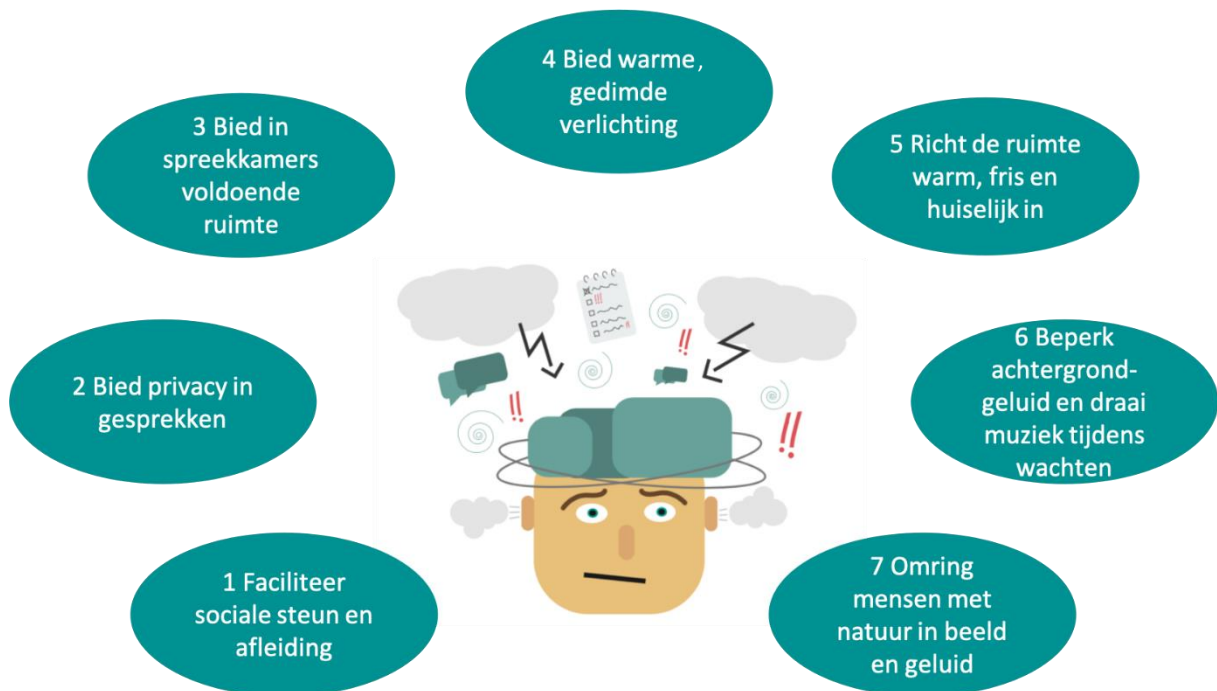 1 Faciliteer
sociale steun en
afleiding
2 Bied privacy in
gesprekken
3 Bied in
spreekkamers
voldoende
ruimte
4 Bied warme,
gedimde
verlichting
5 Richt de ruimte
warm, fris en
huiselijk in
6 Beperk
achtergrond-
geluid en draai
muziek tijdens
wachten
7 Omring
mensen met
natuur in beeld
en geluid